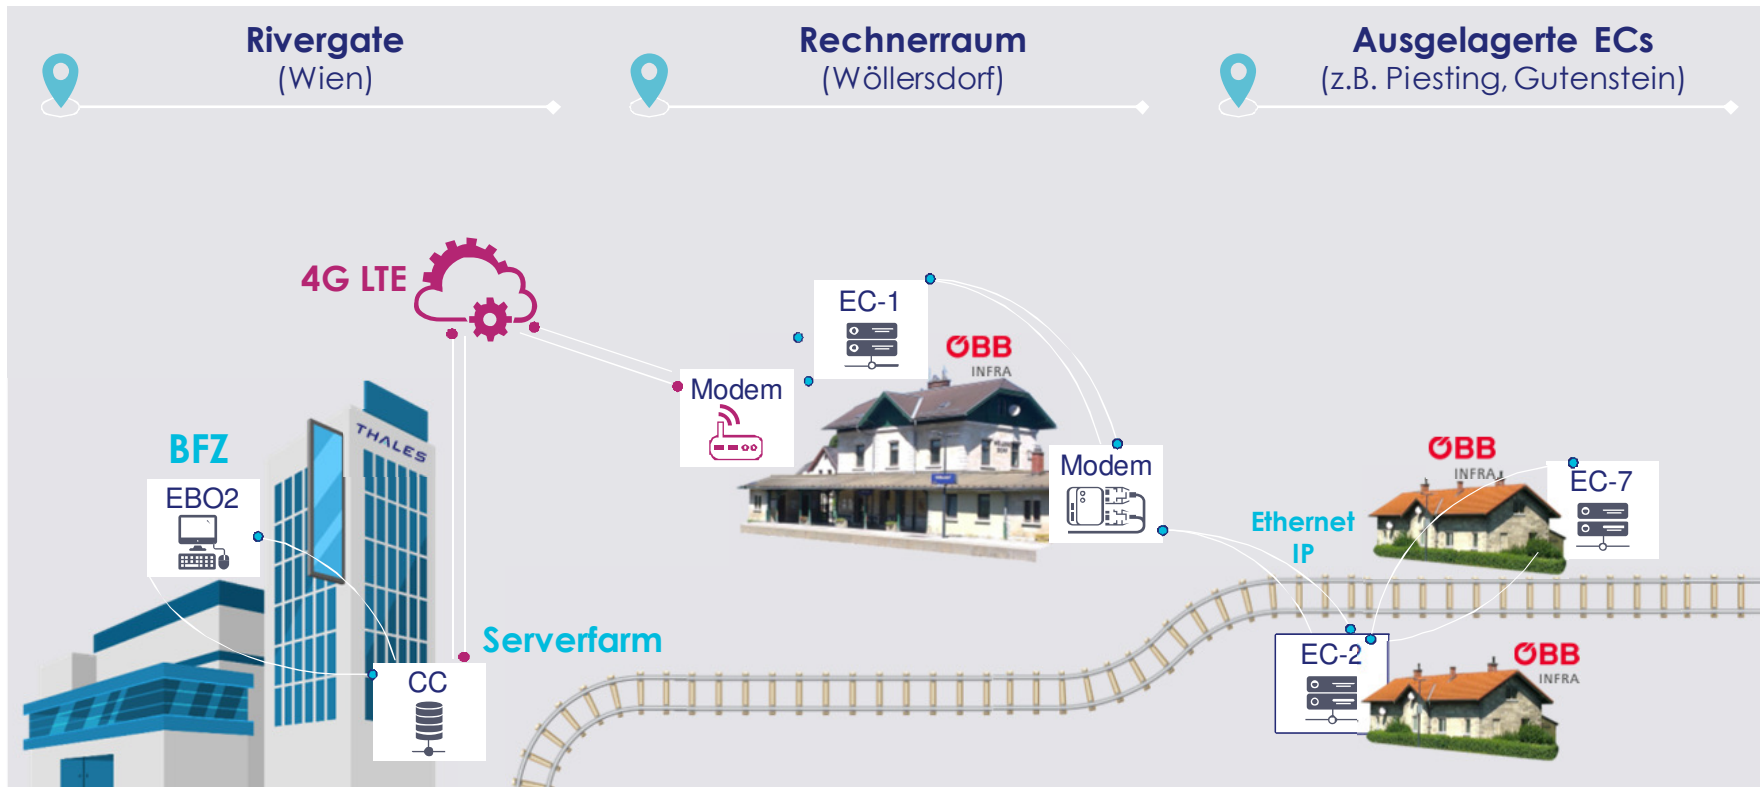 Rivergate
(Wien)
Rechnerraum
(Wöllersdorf)
Ausgelagerte ECs
(z.B. Piesting, Gutenstein)
4G LTE
EC-1
ÖBB
INFRA
Modem
THALES
BFZ
EBO2
Modem
ÖBB
INFRA
EC-7
Ethernet
IP
Serverfarm
CC
EC-2
ÖBB
INFRA